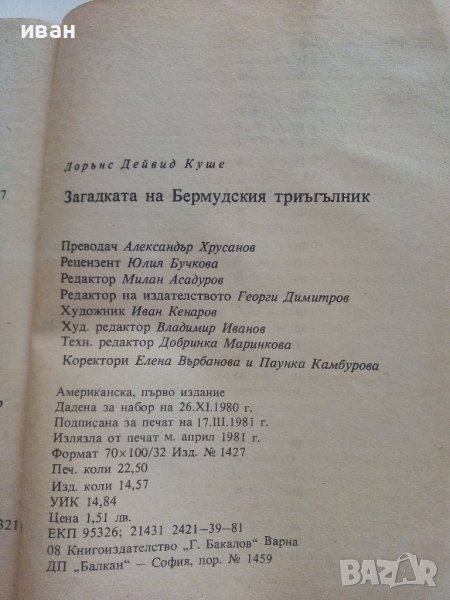 иван
Лорънс Дейвид Куше
7
Загадката на Бермудския триъгълник
Преводач Александър Хрусанов
Рецензент Юлия Бучкова
Редактор Милан Асадуров
Редактор на издателството Георги Димитров
Художник Иван Кенаров
Худ. редактор Владимир Иванов
Техн. редактор Добринка Маринкова
Коректори Елена Върбанова и Паунка Камбурова
Американска, първо издание
Дадена за набор на 26.XI.1980 г.
Подписана за печат на 17.III.1981 г.
Излязла от печат м. април 1981 г.
Формат 70×100/32 Изд. № 1427
Печ. коли 22,50
Изд. коли 14,57
УИК 14,84
321
Цена 1,51 лв.
ЕКП 95326; 21431 2421—39—81
08 Книгоиздателство „Г. Бакалов" Варна
ДП „Балкан" — София, пор. № 1459
BAZAR